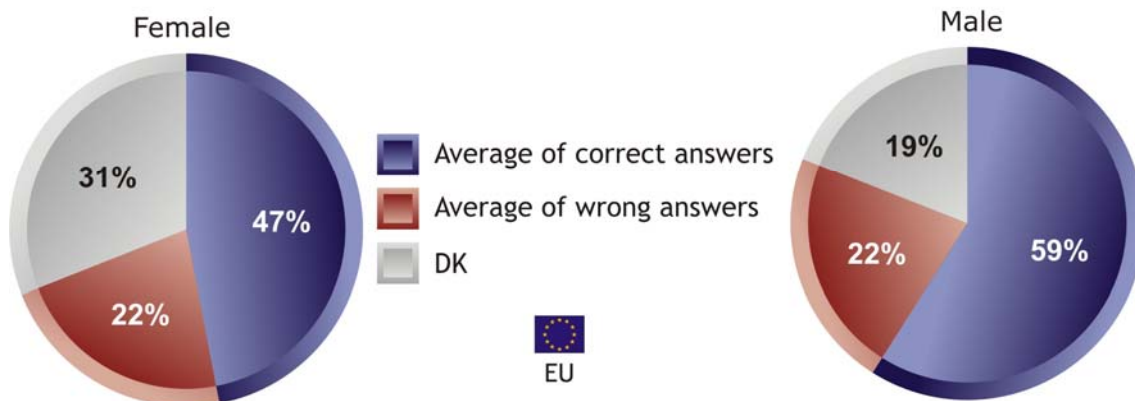 Female
Male
31%
47%
22%
Average of correct answers
Average of wrong answers
DK
EU
19%
22%
59%